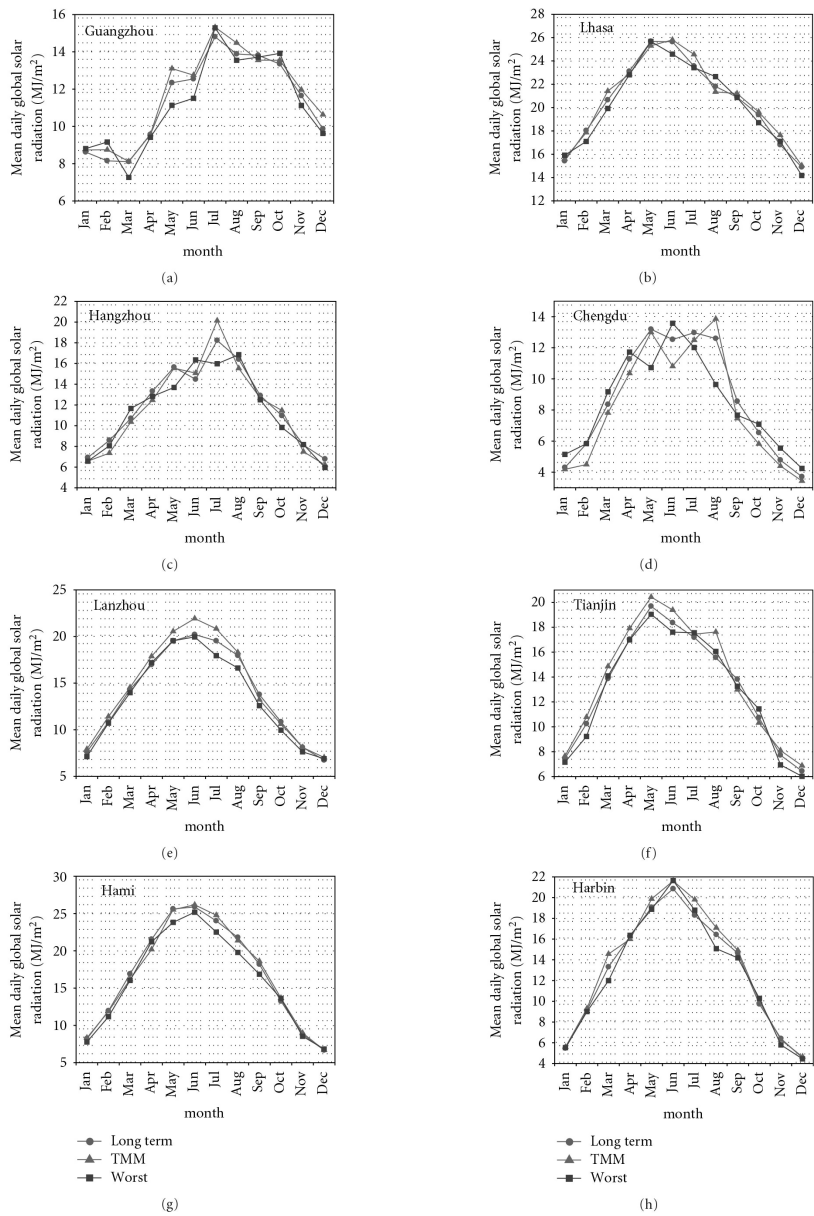 Guangzhou
Mean daily global solar
radiation (MJ/m²)
16
14
12
10
8
6
Jan Feb Mar Apr May Jun Jul Aug Sep Oct Nov Dec
month
(a)
Lhasa
Mean daily global solar
radiation (MJ/m²)
28
26
24
22
20
18
16
14
12
Jan Feb Mar Apr May Jun Jul Aug Sep Oct Nov Dec
month
(b)
Hangzhou
Mean daily global solar
radiation (MJ/m²)
22
20
18
16
14
12
10
8
6
4
Jan Feb Mar Apr May Jun Jul Aug Sep Oct Nov Dec
month
(c)
Chengdu
Mean daily global solar
radiation (MJ/m²)
14
12
10
8
6
4
Jan Feb Mar Apr May Jun Jul Aug Sep Oct Nov Dec
month
(d)
Lanzhou
Mean daily global solar
radiation (MJ/m²)
25
20
15
10
5
Jan Feb Mar Apr May Jun Jul Aug Sep Oct Nov Dec
month
(e)
Tianjin
Mean daily global solar
radiation (MJ/m²)
20
18
16
14
12
10
8
6
Jan Feb Mar Apr May Jun Jul Aug Sep Oct Nov Dec
month
(f)
Hami
Mean daily global solar
radiation (MJ/m²)
30
25
20
15
10
5
Jan Feb Mar Apr May Jun Jul Aug Sep Oct Nov Dec
month
Long term
TMM
Worst
(g)
Harbin
Mean daily global solar
radiation (MJ/m²)
22
20
18
16
14
12
10
8
6
4
Jan Feb Mar Apr May Jun Jul Aug Sep Oct Nov Dec
month
Long term
TMM
Worst
(h)